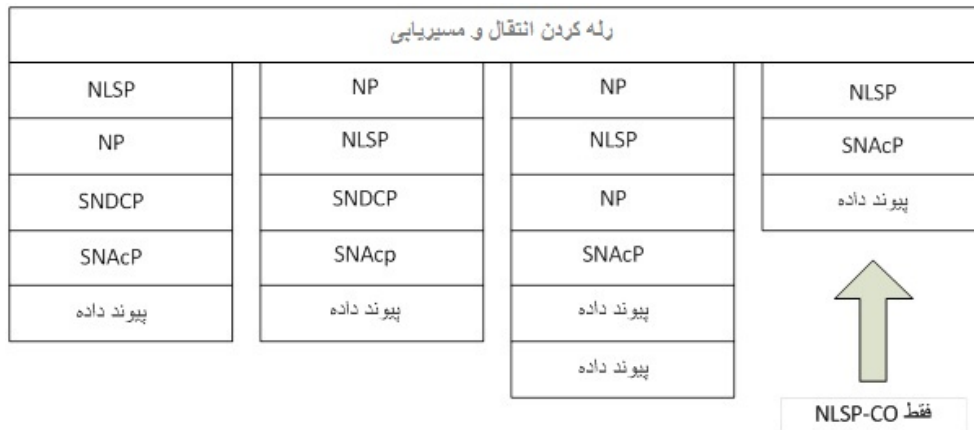 رله کردن انتقال و مسیریابی
NLSP
NP
SNDCP
SNAcP
پیوند داده
NP
NLSP
SNDCP
SNAcp
پیوند داده
NP
NLSP
NP
SNAcP
پیوند داده
پیوند داده
NLSP
SNAcP
پیوند داده
فقط NLSP-CO